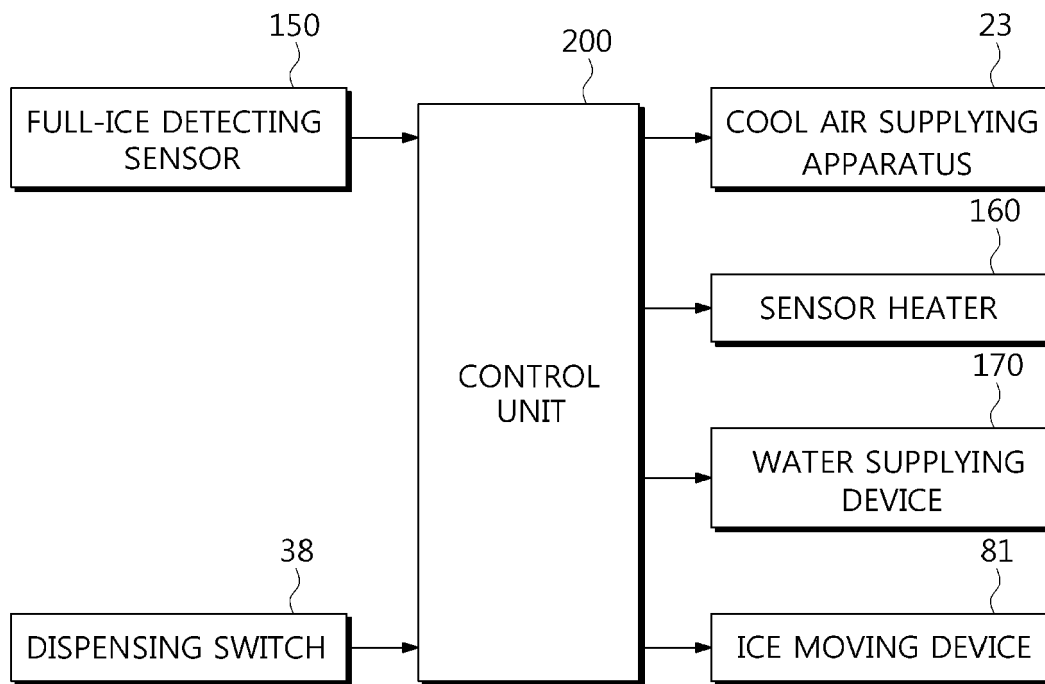 150
FULL-ICE DETECTING
SENSOR
200
CONTROL
UNIT
23
COOL AIR SUPPLYING
APPARATUS
160
SENSOR HEATER
170
WATER SUPPLYING
DEVICE
38
DISPENSING SWITCH
81
ICE MOVING DEVICE